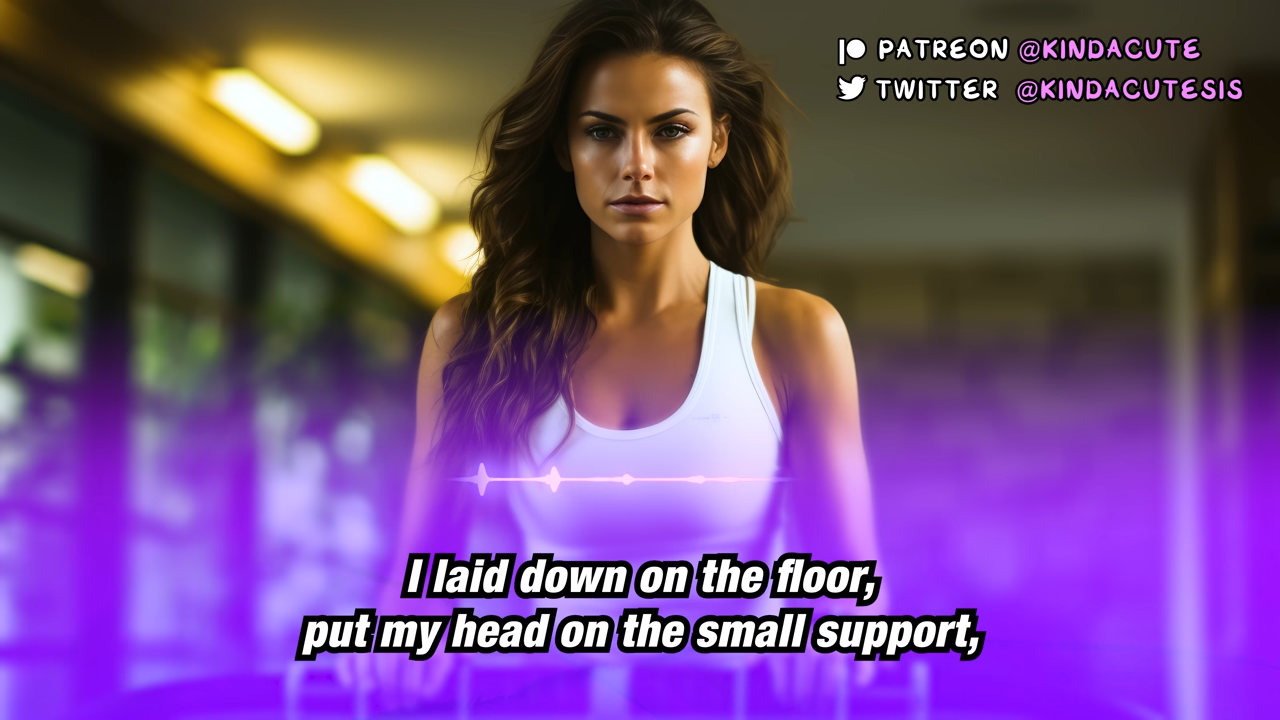 PATREON @KINDACUTE
TWITTER @KINDACUTESIS
I laid down on the floor,
put my head on the small support,